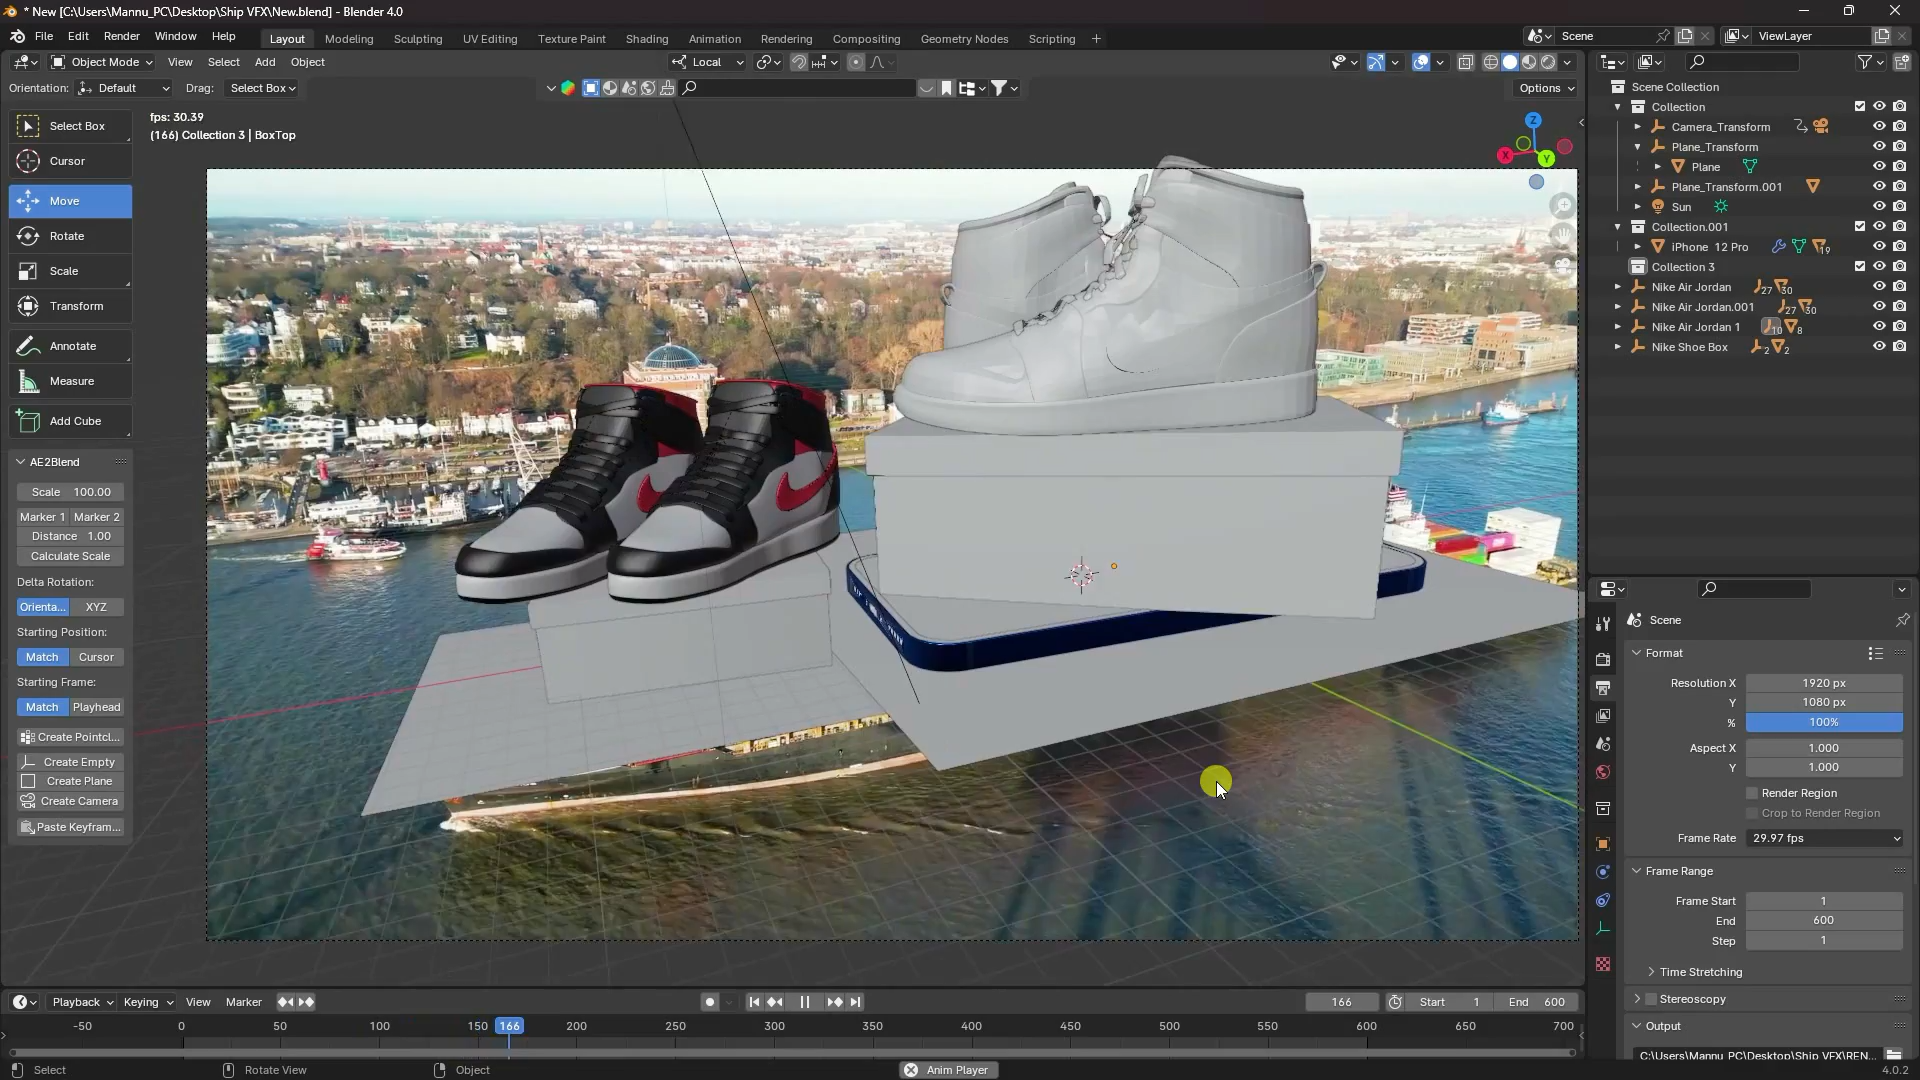 * New [C:\Users\Mannu_PC\Desktop\Ship VFX\New.blend] - Blender 4.0
File Edit Render Window Help
Layout Modeling Sculpting UV Editing Texture Paint Shading Animation Rendering Compositing Geometry Nodes Scripting +
Scene
ViewLayer
Object Mode View Select Add Object
Local
Orientation: Default Drag: Select Box
Options
fps: 30.39
(166) Collection 3 | BoxTop
Select Box
Cursor
Move
Rotate
Scale
Transform
Annotate
Measure
Add Cube
AE2Blend
Scale 100.00
Marker 1 Marker 2
Distance 1.00
Calculate Scale
Delta Rotation:
Orienta... XYZ
Starting Position:
Match Cursor
Starting Frame:
Match Playhead
Create Pointcl...
Create Empty
Create Plane
Create Camera
Paste Keyfram...
Z
X
Y
Scene Collection
Collection
Camera_Transform
Plane_Transform
Plane
Plane_Transform.001
Sun
Collection.001
iPhone 12 Pro 19
Collection 3
Nike Air Jordan 27 30
Nike Air Jordan.001 27 30
Nike Air Jordan 1 10 8
Nike Shoe Box 2 2
Scene
Format
Resolution X 1920 px
Y 1080 px
% 100%
Aspect X 1.000
Y 1.000
Render Region
Crop to Render Region
Frame Rate 29.97 fps
Frame Range
Frame Start 1
End 600
Step 1
Time Stretching
Stereoscopy
Output
C:\Users\Mannu_PC\Desktop\Ship VFX\REN...
Playback Keying View Marker
166 Start 1 End 600
-50 0 50 100 150 166 200 250 300 350 400 450 500 550 600 650 700
Select Rotate View Object
Anim Player
4.0.2